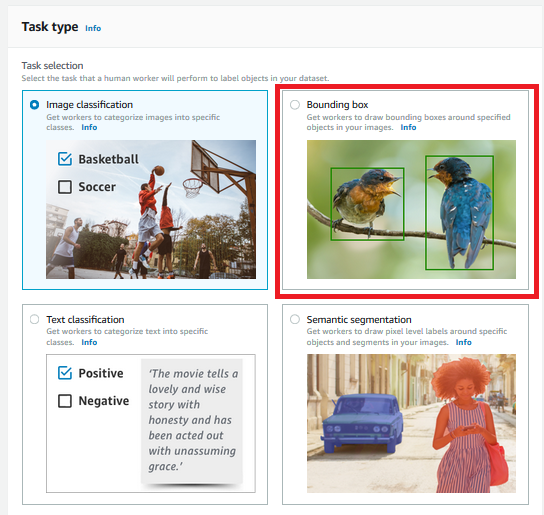 Task type Info
Task selection
Select the task that a human worker will perform to label objects in your dataset.
Image classification
Get workers to categorize images into specific
classes. Info
Basketball
Soccer
Bounding box
Get workers to draw bounding boxes around specified
objects in your images. Info
Text classification
Get workers to categorize text into specific
classes. Info
Positive
Negative
‘The movie tells a
lovely and wise
story with
honesty and has
been acted out
with unassuming
grace.’
Semantic segmentation
Get workers to draw pixel level labels around specific
objects and segments in your images. Info